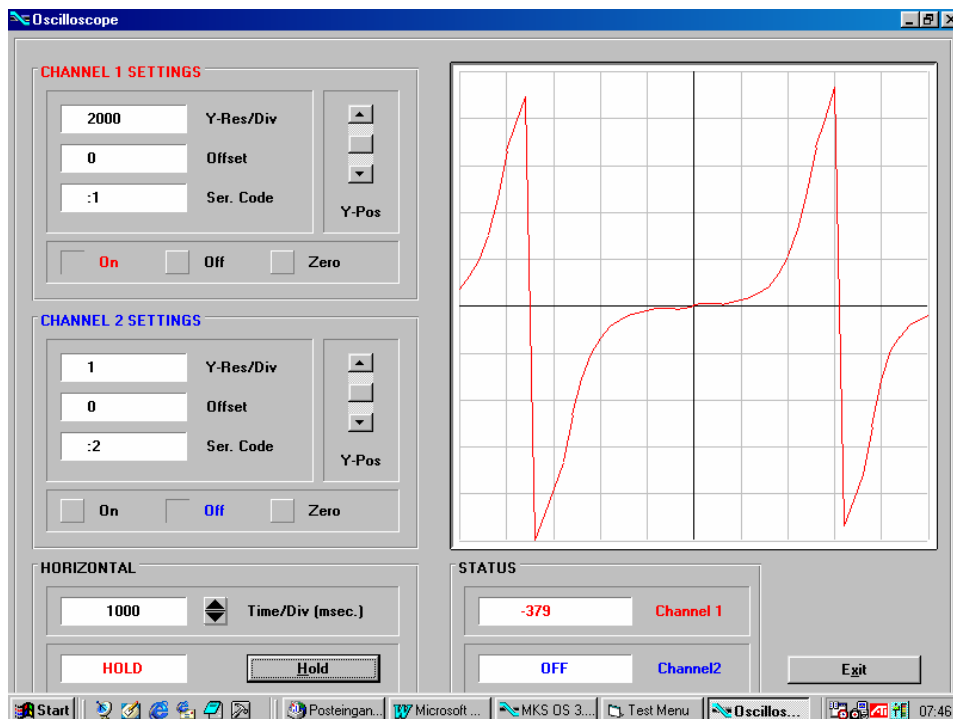 Oscilloscope
CHANNEL 1 SETTINGS
2000 Y-Res/Div
0 Offset
:1 Ser. Code
Y-Pos
On Off Zero
CHANNEL 2 SETTINGS
1 Y-Res/Div
0 Offset
:2 Ser. Code
Y-Pos
On Off Zero
HORIZONTAL
1000 Time/Div (msec.)
HOLD Hold
STATUS
-379 Channel 1
OFF Channel2
Exit
Start Posteingan... Microsoft ... MKS OS 3.... Test Menu Oscillos... 07:46